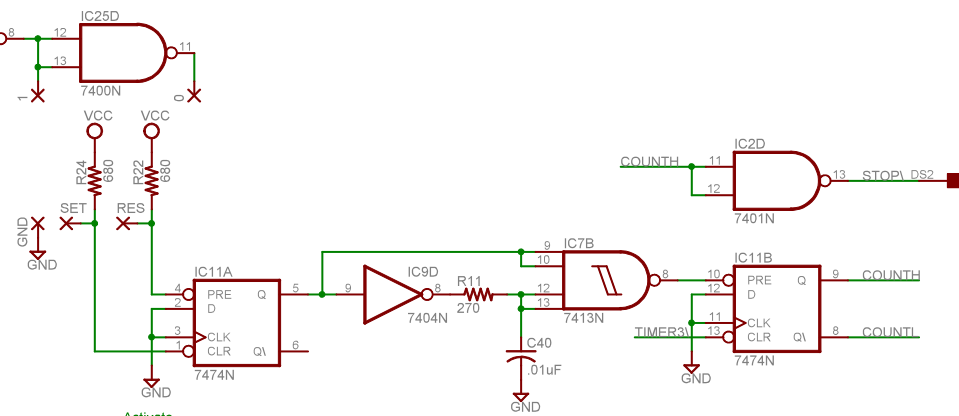 IC25D
8
12
11
13
7400N
1
0
VCC
VCC
R24
680
R22
680
GND
SET
RES
GND
IC11A
4
PRE
Q
5
2
D
3
CLK
1
CLR
Q\
6
7474N
GND
9
IC9D
8
7404N
R11
270
C40
.01uF
GND
9
IC7B
10
8
12
13
7413N
COUNTH
11
IC2D
12
13
STOP\
DS2
7401N
IC11B
10
PRE
Q
9
COUNTH
12
D
11
CLK
TIMER3\
13
CLR
Q\
8
COUNTL
7474N
GND
Activate